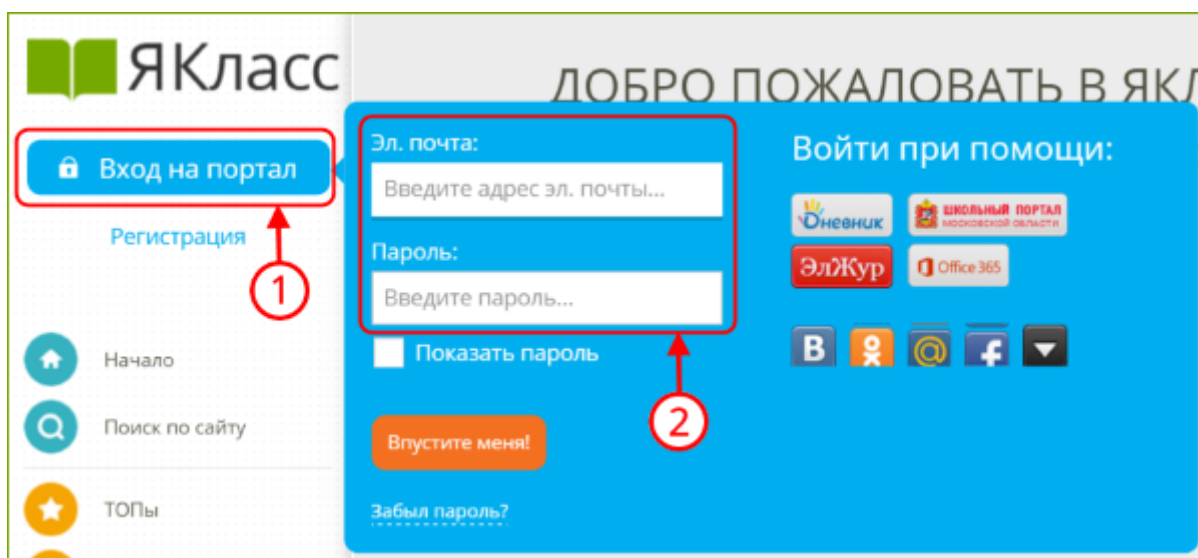 ЯКласс
ДОБРО ПОЖАЛОВАТЬ В ЯКЛ
Вход на портал
1
Регистрация
Начало
Поиск по сайту
ТОПы
Эл. почта:
Введите адрес эл. почты...
Пароль:
Введите пароль...
2
Показать пароль
Впустите меня!
Забыл пароль?
Войти при помощи:
Дневник
ШКОЛЬНЫЙ ПОРТАЛ
МОСКОВСКОЙ ОБЛАСТИ
ЭлЖур
Office 365
В
@
f